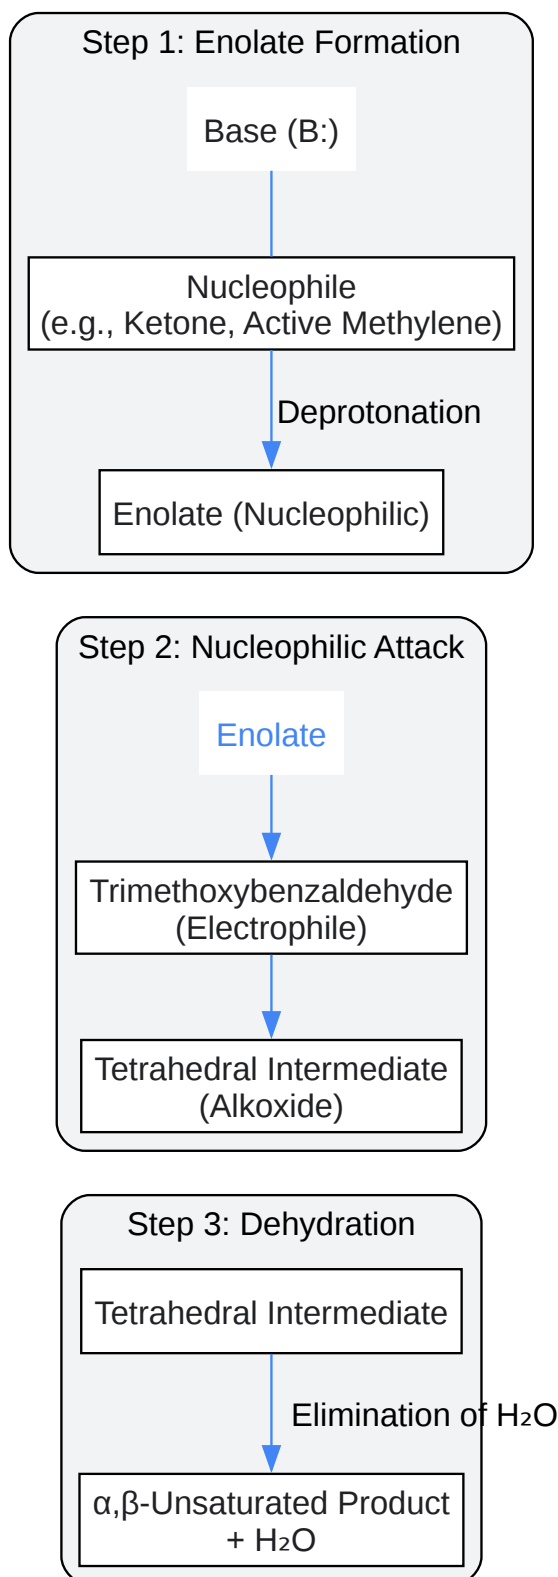 Step 1: Enolate Formation
Base (B:)
Nucleophile
(e.g., Ketone, Active Methylene)
Deprotonation
Enolate (Nucleophilic)
Step 2: Nucleophilic Attack
Enolate
Trimethoxybenzaldehyde
(Electrophile)
Tetrahedral Intermediate
(Alkoxide)
Step 3: Dehydration
Tetrahedral Intermediate
Elimination of H₂O
α,β-Unsaturated Product
+ H₂O